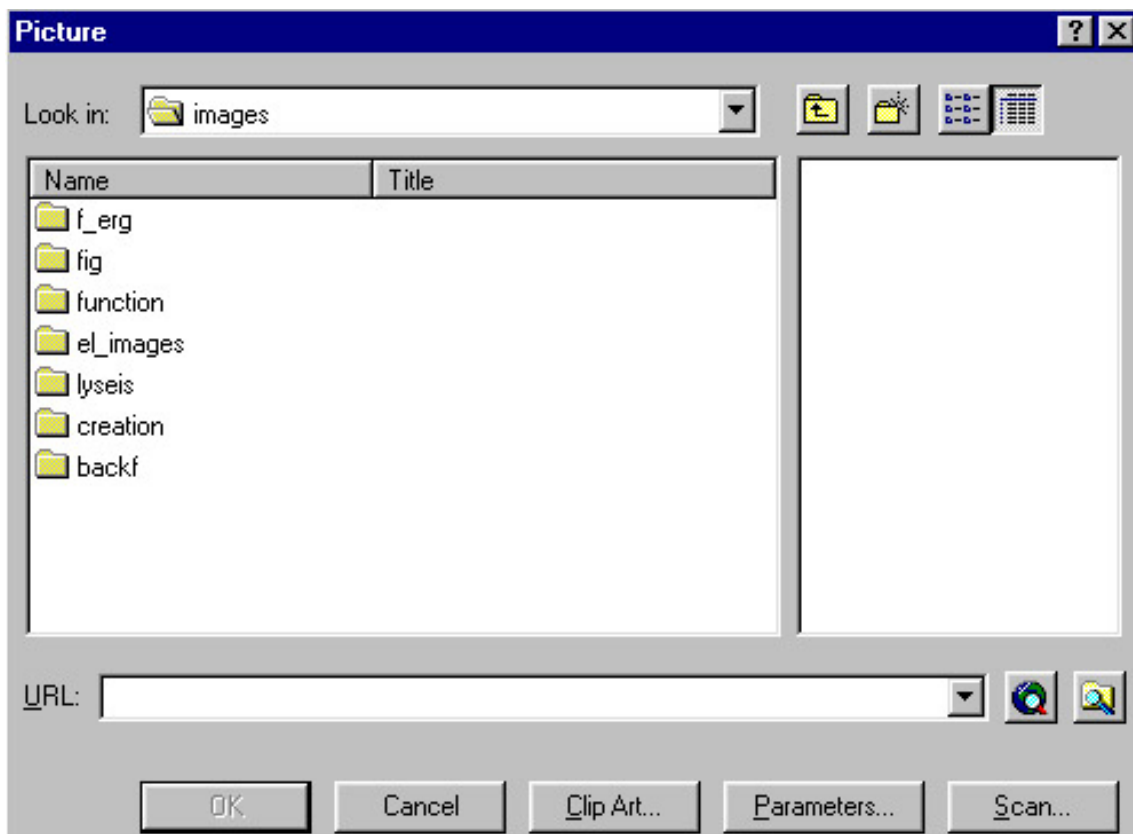 Picture
Look in: images
Name Title
f_erg
fig
function
el_images
lyseis
creation
backf
URL:
OK Cancel Clip Art... Parameters... Scan...